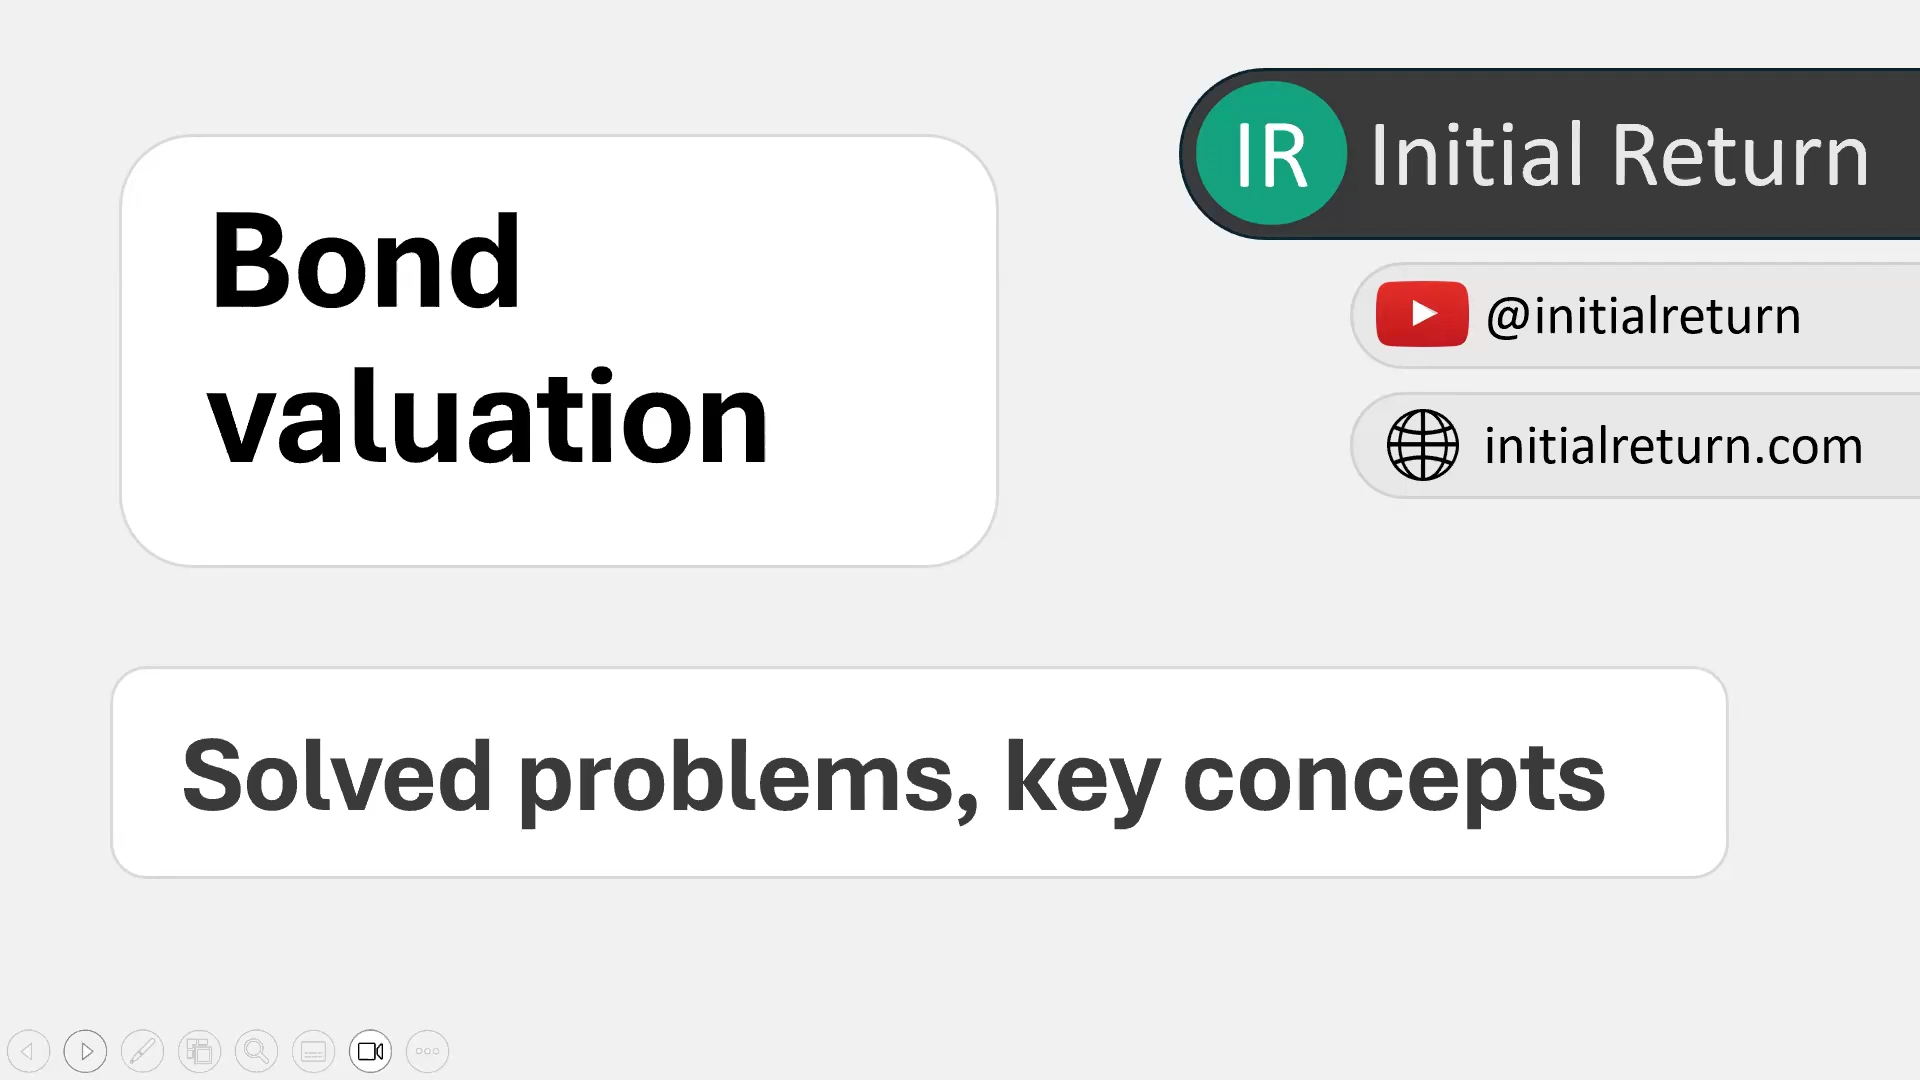 Bond
valuation
IR Initial Return
@initialreturn
initialreturn.com
Solved problems, key concepts